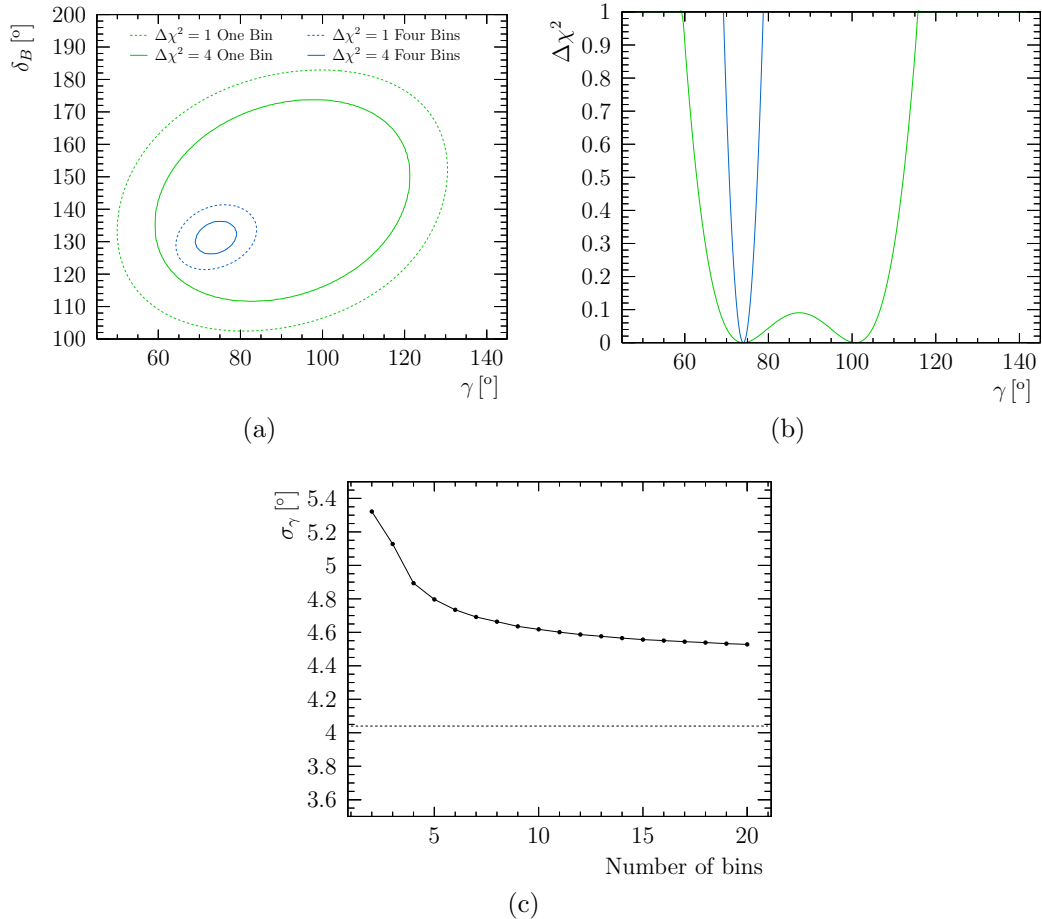 δ_B [°]
200
190
180
170
160
150
140
130
120
110
100
Δχ² = 1 One Bin
Δχ² = 4 One Bin
Δχ² = 1 Four Bins
Δχ² = 4 Four Bins
60 80 100 120 140
γ [°]
(a)
Δχ²
1
0.9
0.8
0.7
0.6
0.5
0.4
0.3
0.2
0.1
0
60 80 100 120 140
γ [°]
(b)
σ_γ [°]
5.4
5.2
5
4.8
4.6
4.4
4.2
4
3.8
3.6
5 10 15 20
Number of bins
(c)